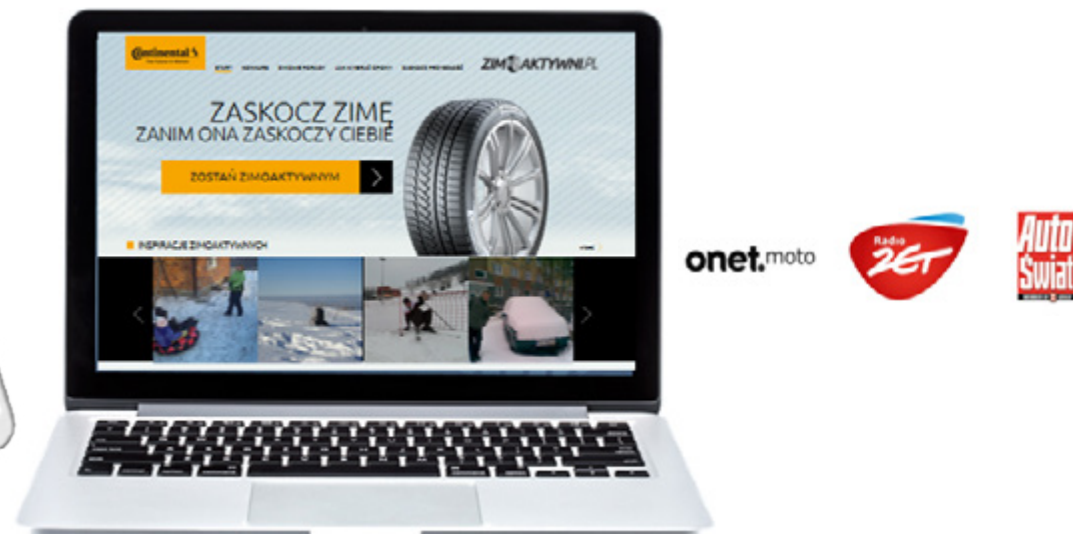 Continental
START
ZIMOAKTYWNI.PL
ZASKOCZ ZIMĘ
ZANIM ONA ZASKOCZY CIEBIE
ZOSTAŃ ZIMOAKTYWNYM
INSPIRACJE ZIMOAKTYWNYCH
onet.moto
Radio
ZET
Auto
Świat